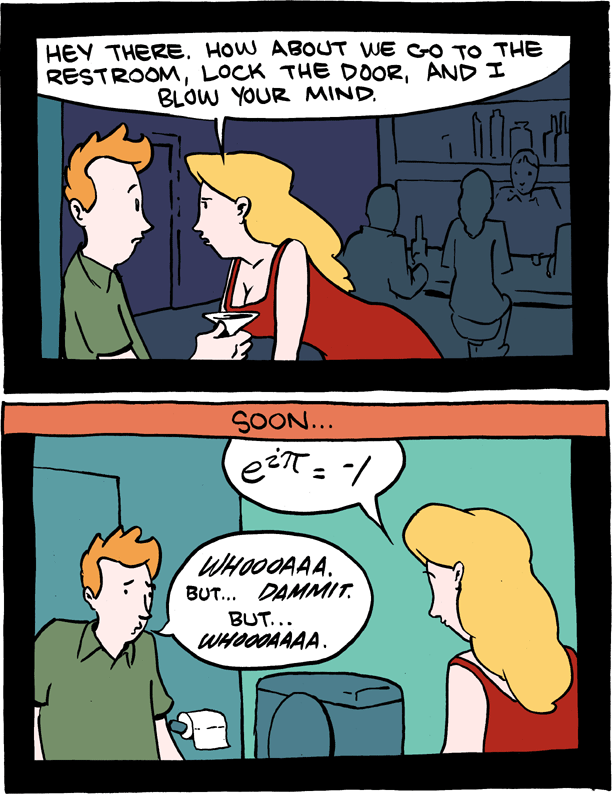 HEY THERE. HOW ABOUT WE GO TO THE
RESTROOM, LOCK THE DOOR, AND I
BLOW YOUR MIND.
SOON...
e^{iπ} = -1
WHOOOAAA.
BUT... DAMMIT.
BUT...
WHOOOAAAA.